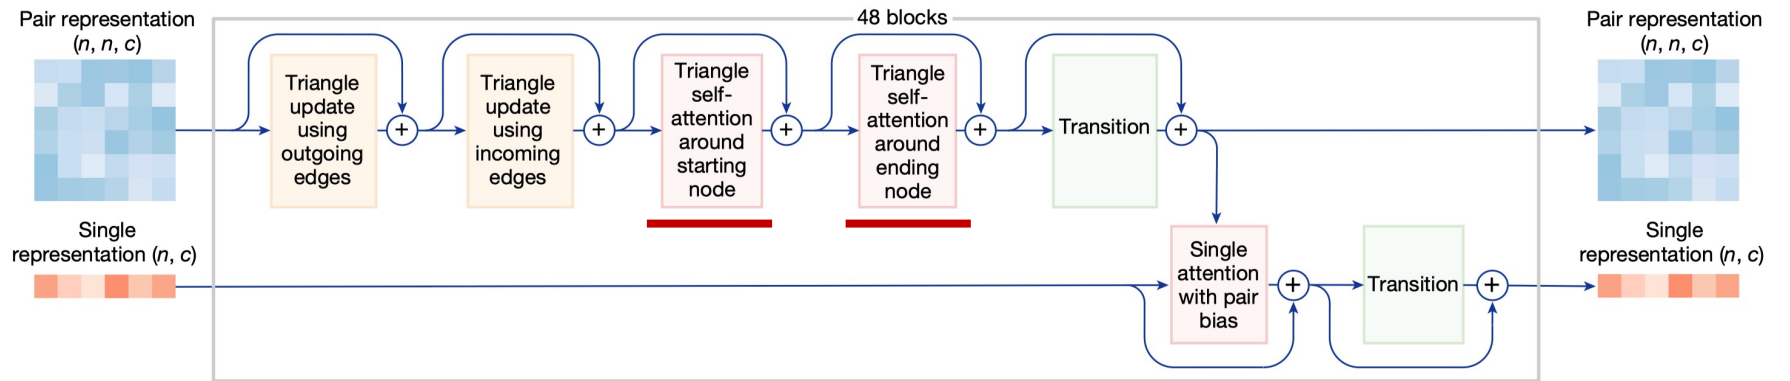 48 blocks
Pair representation
(n, n, c)
Triangle
update
using
outgoing
edges
+
Triangle
update
using
incoming
edges
+
Triangle
self-
attention
around
starting
node
+
Triangle
self-
attention
around
ending
node
+
Transition
+
Pair representation
(n, n, c)
Single
representation (n, c)
Single
attention
with pair
bias
+
Transition
+
Single
representation (n, c)